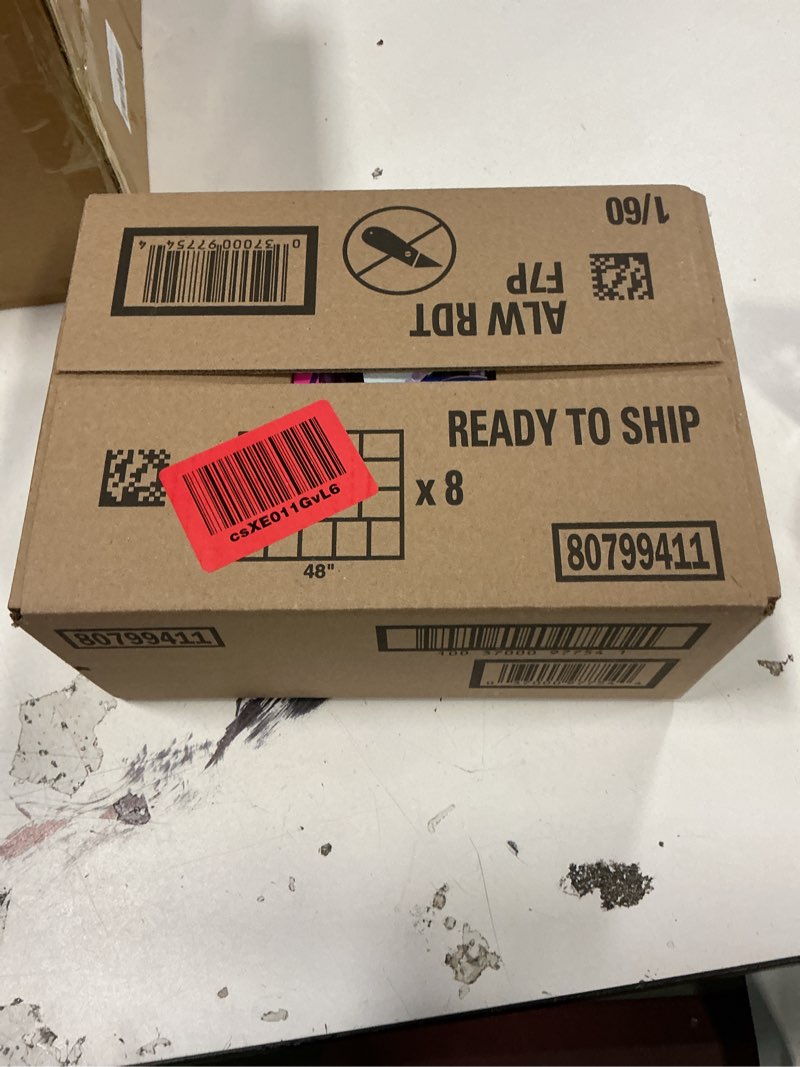 1/60
0 37000 97754 4
F7P
ALW RDT
READY TO SHIP
x 8
csXE011GvL6
48"
80799411
80799411
100 37000 97754 1